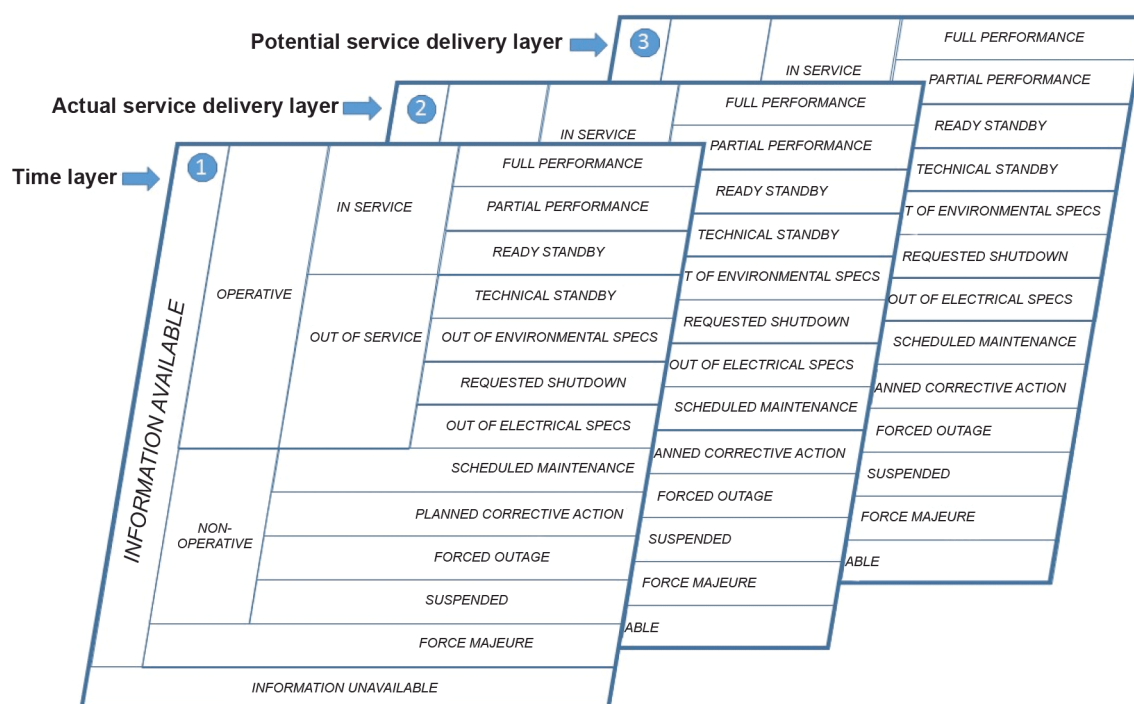 Potential service delivery layer
3
IN SERVICE
FULL PERFORMANCE
PARTIAL PERFORMANCE
READY STANDBY
TECHNICAL STANDBY
T OF ENVIRONMENTAL SPECS
REQUESTED SHUTDOWN
OUT OF ELECTRICAL SPECS
SCHEDULED MAINTENANCE
ANNED CORRECTIVE ACTION
FORCED OUTAGE
SUSPENDED
FORCE MAJEURE
ABLE
Actual service delivery layer
2
IN SERVICE
FULL PERFORMANCE
PARTIAL PERFORMANCE
READY STANDBY
TECHNICAL STANDBY
T OF ENVIRONMENTAL SPECS
REQUESTED SHUTDOWN
OUT OF ELECTRICAL SPECS
SCHEDULED MAINTENANCE
ANNED CORRECTIVE ACTION
FORCED OUTAGE
SUSPENDED
FORCE MAJEURE
ABLE
Time layer
1
INFORMATION AVAILABLE
OPERATIVE
IN SERVICE
FULL PERFORMANCE
PARTIAL PERFORMANCE
READY STANDBY
OUT OF SERVICE
TECHNICAL STANDBY
OUT OF ENVIRONMENTAL SPECS
REQUESTED SHUTDOWN
OUT OF ELECTRICAL SPECS
NON-
OPERATIVE
SCHEDULED MAINTENANCE
PLANNED CORRECTIVE ACTION
FORCED OUTAGE
SUSPENDED
FORCE MAJEURE
INFORMATION UNAVAILABLE